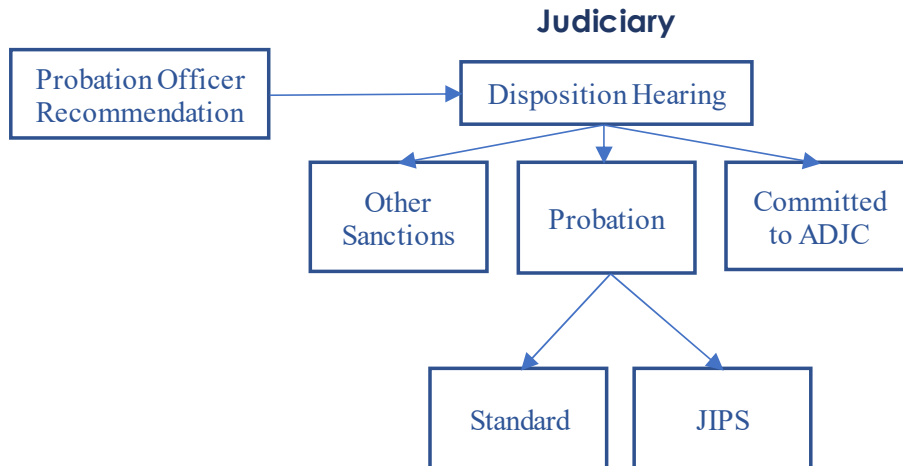 Judiciary
Probation Officer
Recommendation
Disposition Hearing
Other
Sanctions
Probation
Committed
to ADJC
Standard
JIPS